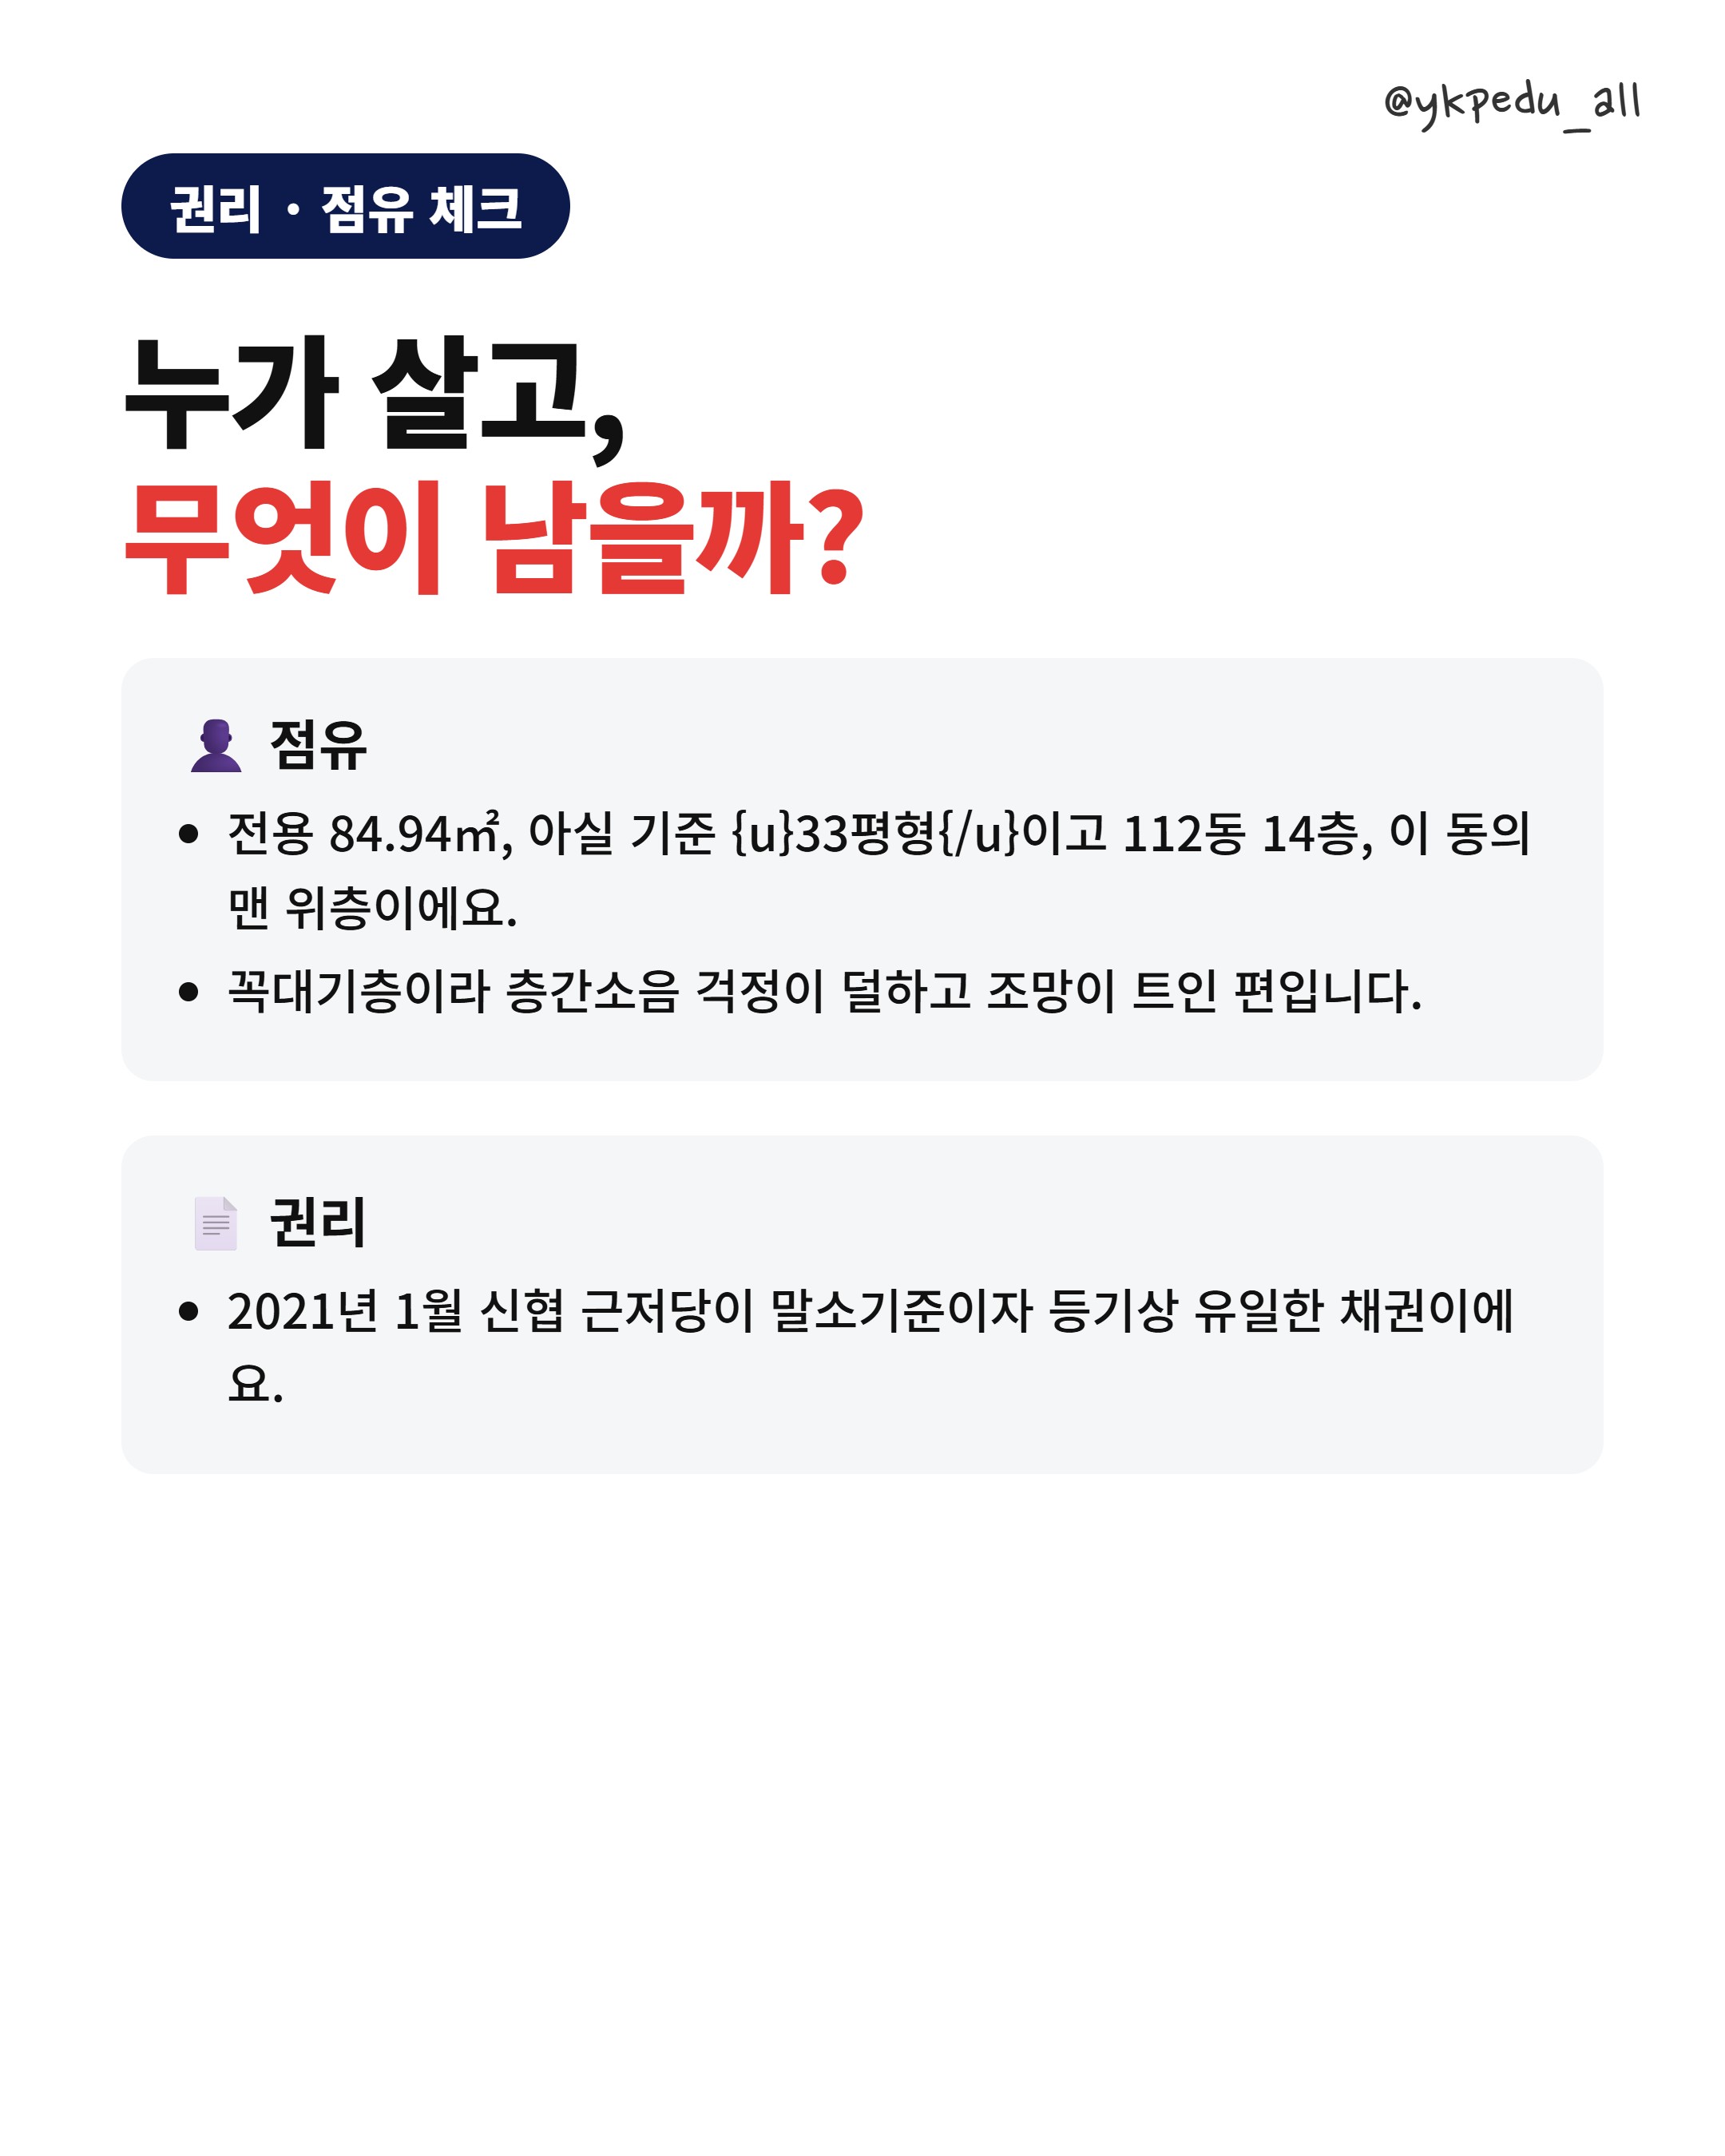 @ykpedu_all
권리 · 점유 체크
누가 살고,
무엇이 남을까?
점유
전용 84.94㎡, 아실 기준 {u}33평형{/u}이고 112동 14층, 이 동의
맨 위층이에요.
꼭대기층이라 층간소음 걱정이 덜하고 조망이 트인 편입니다.
권리
2021년 1월 신협 근저당이 말소기준이자 등기상 유일한 채권이에
요.